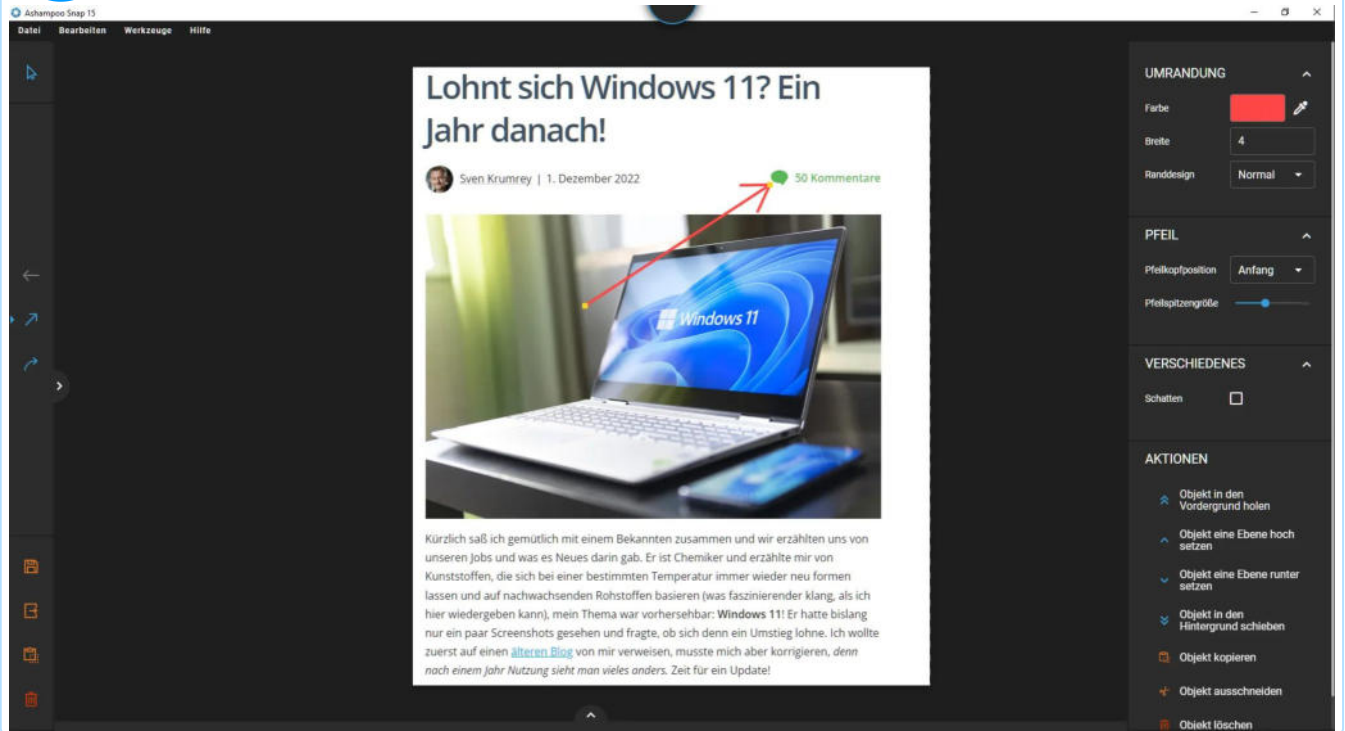 Ashampoo Snap 15
Datei Bearbeiten Werkzeuge Hilfe
Lohnt sich Windows 11? Ein
Jahr danach!
Sven Krumrey | 1. Dezember 2022
50 Kommentare
Windows 11
Kürzlich saß ich gemütlich mit einem Bekannten zusammen und wir erzählten uns von
unseren Jobs und was es Neues darin gab. Er ist Chemiker und erzählte mir von
Kunststoffen, die sich bei einer bestimmten Temperatur immer wieder neu formen
lassen und auf nachwachsenden Rohstoffen basieren (was faszinierender klang, als ich
hier wiedergeben kann), mein Thema war vorhersehbar: Windows 11! Er hatte bislang
nur ein paar Screenshots gesehen und fragte, ob sich denn ein Umstieg lohne. Ich wollte
zuerst auf einen älteren Blog von mir verweisen, musste mich aber korrigieren, denn
nach einem Jahr Nutzung sieht man vieles anders. Zeit für ein Update!
UMRANDUNG
Farbe
Breite 4
Randdesign Normal
PFEIL
Pfeilkopfposition Anfang
Pfeilspitzengröße
VERSCHIEDENES
Schatten
AKTIONEN
Objekt in den
Vordergrund holen
Objekt eine Ebene hoch
setzen
Objekt eine Ebene runter
setzen
Objekt in den
Hintergrund schieben
Objekt kopieren
Objekt ausschneiden
Objekt löschen